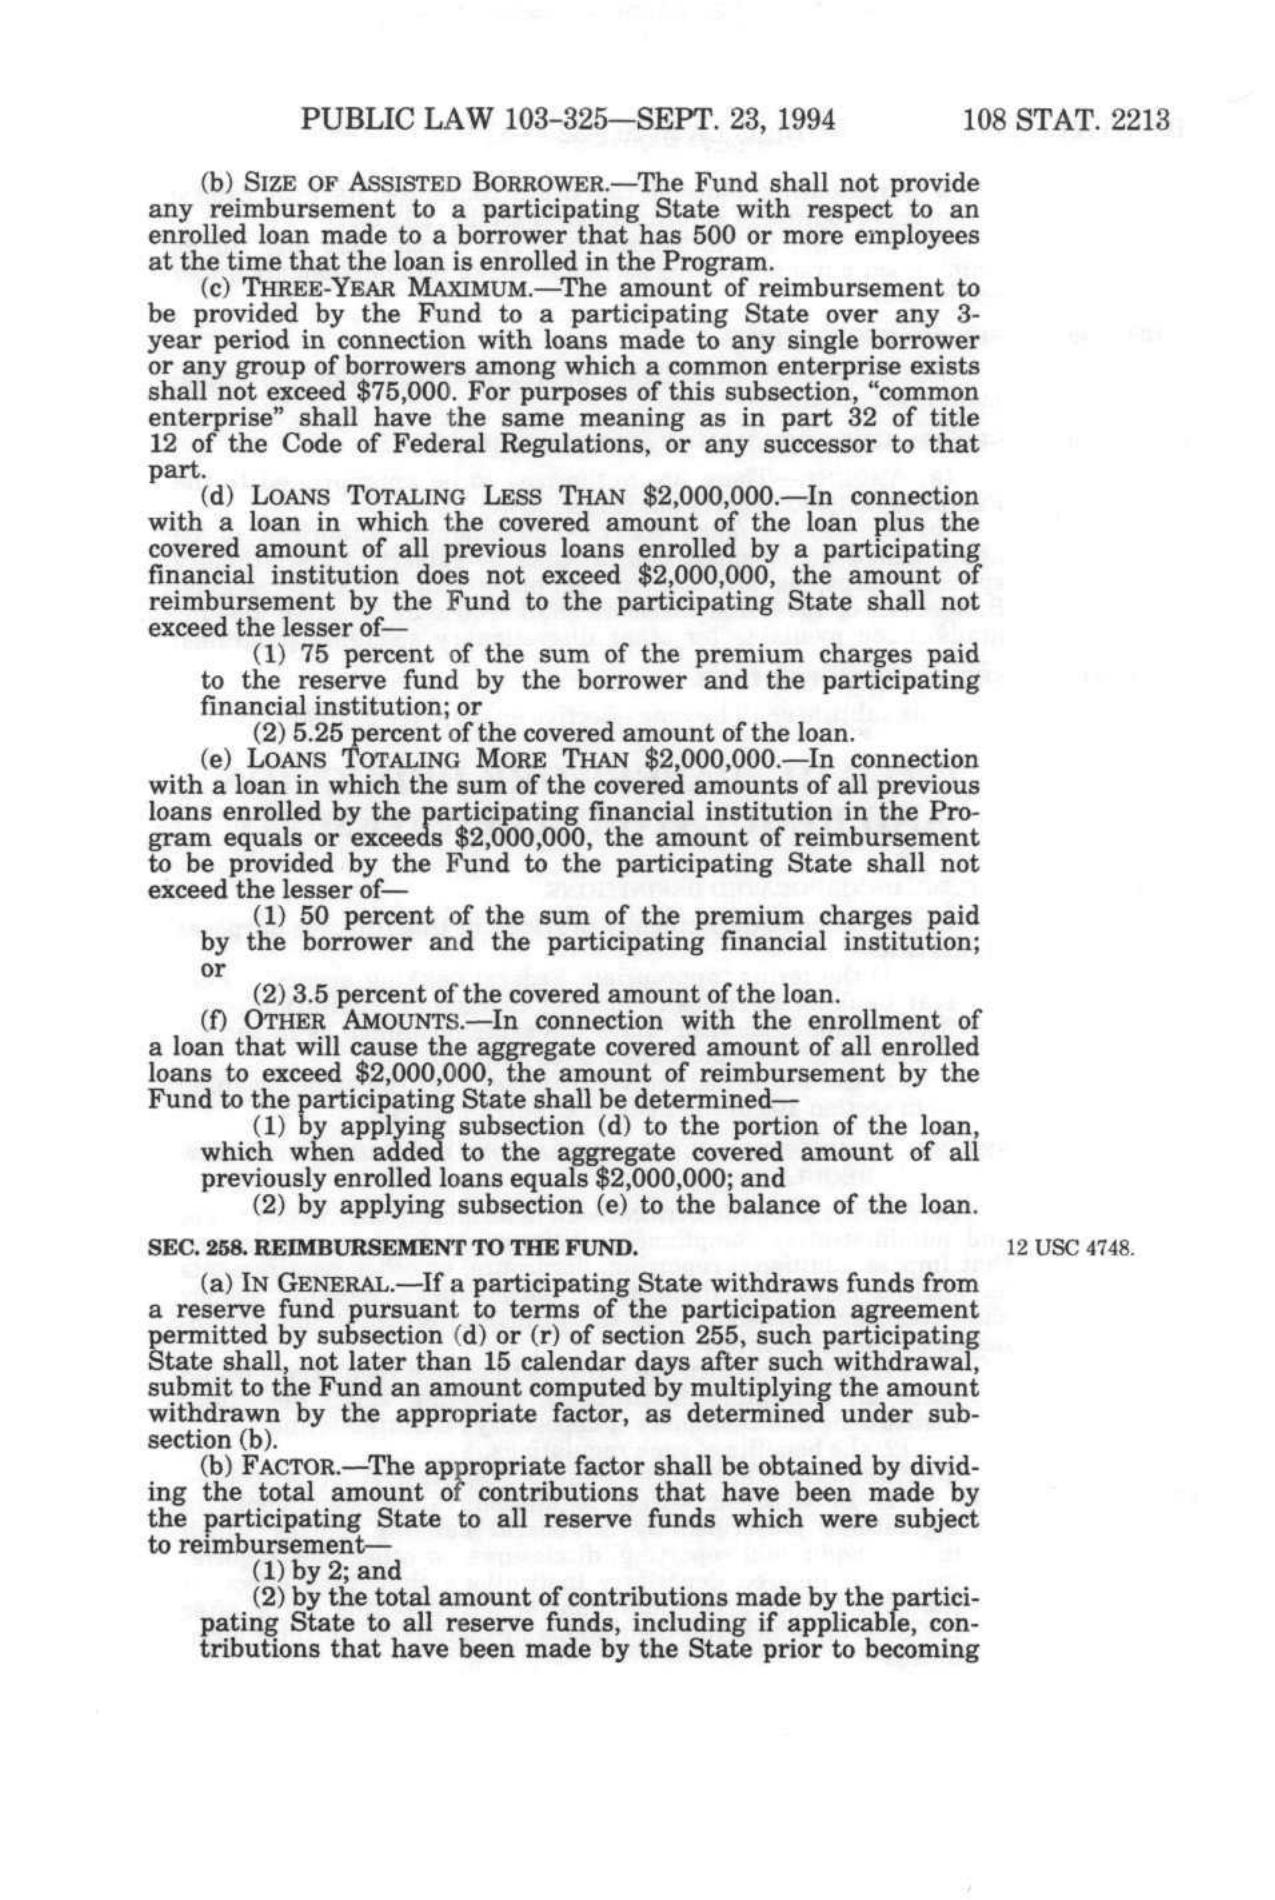 PUBLIC LAW 103–325—SEPT. 23, 1994 108 STAT. 2213
(b) SIZE OF ASSISTED BORROWER.—The Fund shall not provide
any reimbursement to a participating State with respect to an
enrolled loan made to a borrower that has 500 or more employees
at the time that the loan is enrolled in the Program.
(c) THREE-YEAR MAXIMUM.—The amount of reimbursement to
be provided by the Fund to a participating State over any 3-
year period in connection with loans made to any single borrower
or any group of borrowers among which a common enterprise exists
shall not exceed $75,000. For purposes of this subsection, “common
enterprise” shall have the same meaning as in part 32 of title
12 of the Code of Federal Regulations, or any successor to that
part.
(d) LOANS TOTALING LESS THAN $2,000,000.—In connection
with a loan in which the covered amount of the loan plus the
covered amount of all previous loans enrolled by a participating
financial institution does not exceed $2,000,000, the amount of
reimbursement by the Fund to the participating State shall not
exceed the lesser of—
(1) 75 percent of the sum of the premium charges paid
to the reserve fund by the borrower and the participating
financial institution; or
(2) 5.25 percent of the covered amount of the loan.
(e) LOANS TOTALING MORE THAN $2,000,000.—In connection
with a loan in which the sum of the covered amounts of all previous
loans enrolled by the participating financial institution in the Pro-
gram equals or exceeds $2,000,000, the amount of reimbursement
to be provided by the Fund to the participating State shall not
exceed the lesser of—
(1) 50 percent of the sum of the premium charges paid
by the borrower and the participating financial institution;
or
(2) 3.5 percent of the covered amount of the loan.
(f) OTHER AMOUNTS.—In connection with the enrollment of
a loan that will cause the aggregate covered amount of all enrolled
loans to exceed $2,000,000, the amount of reimbursement by the
Fund to the participating State shall be determined—
(1) by applying subsection (d) to the portion of the loan,
which when added to the aggregate covered amount of all
previously enrolled loans equals $2,000,000; and
(2) by applying subsection (e) to the balance of the loan.
SEC. 258. REIMBURSEMENT TO THE FUND. 12 USC 4748.
(a) IN GENERAL.—If a participating State withdraws funds from
a reserve fund pursuant to terms of the participation agreement
permitted by subsection (d) or (r) of section 255, such participating
State shall, not later than 15 calendar days after such withdrawal,
submit to the Fund an amount computed by multiplying the amount
withdrawn by the appropriate factor, as determined under sub-
section (b).
(b) FACTOR.—The appropriate factor shall be obtained by divid-
ing the total amount of contributions that have been made by
the participating State to all reserve funds which were subject
to reimbursement—
(1) by 2; and
(2) by the total amount of contributions made by the partici-
pating State to all reserve funds, including if applicable, con-
tributions that have been made by the State prior to becoming